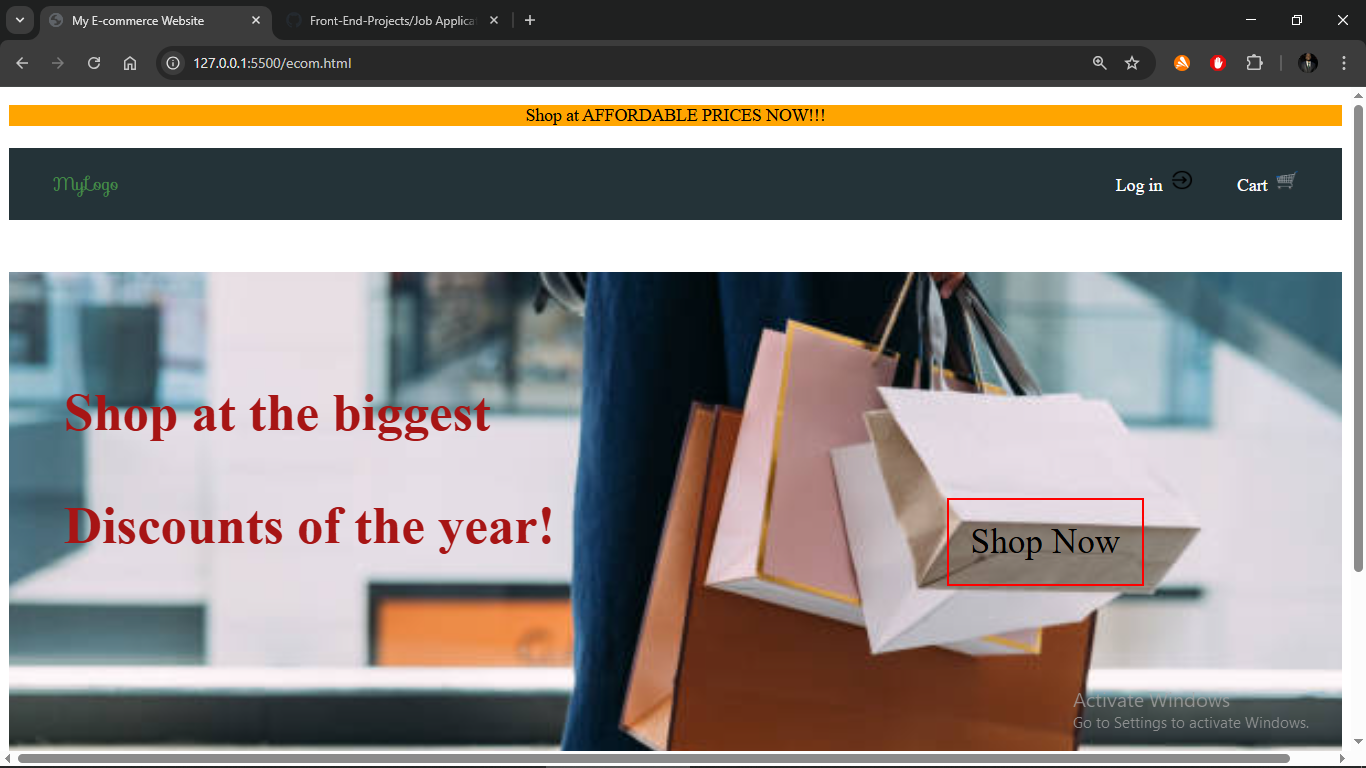 My E-commerce Website
Front-End-Projects/Job Applica
127.0.0.1:5500/ecom.html
Shop at AFFORDABLE PRICES NOW!!!
MyLogo
Log in
Cart
Shop at the biggest
Discounts of the year!
Shop Now
Activate Windows
Go to Settings to activate Windows.